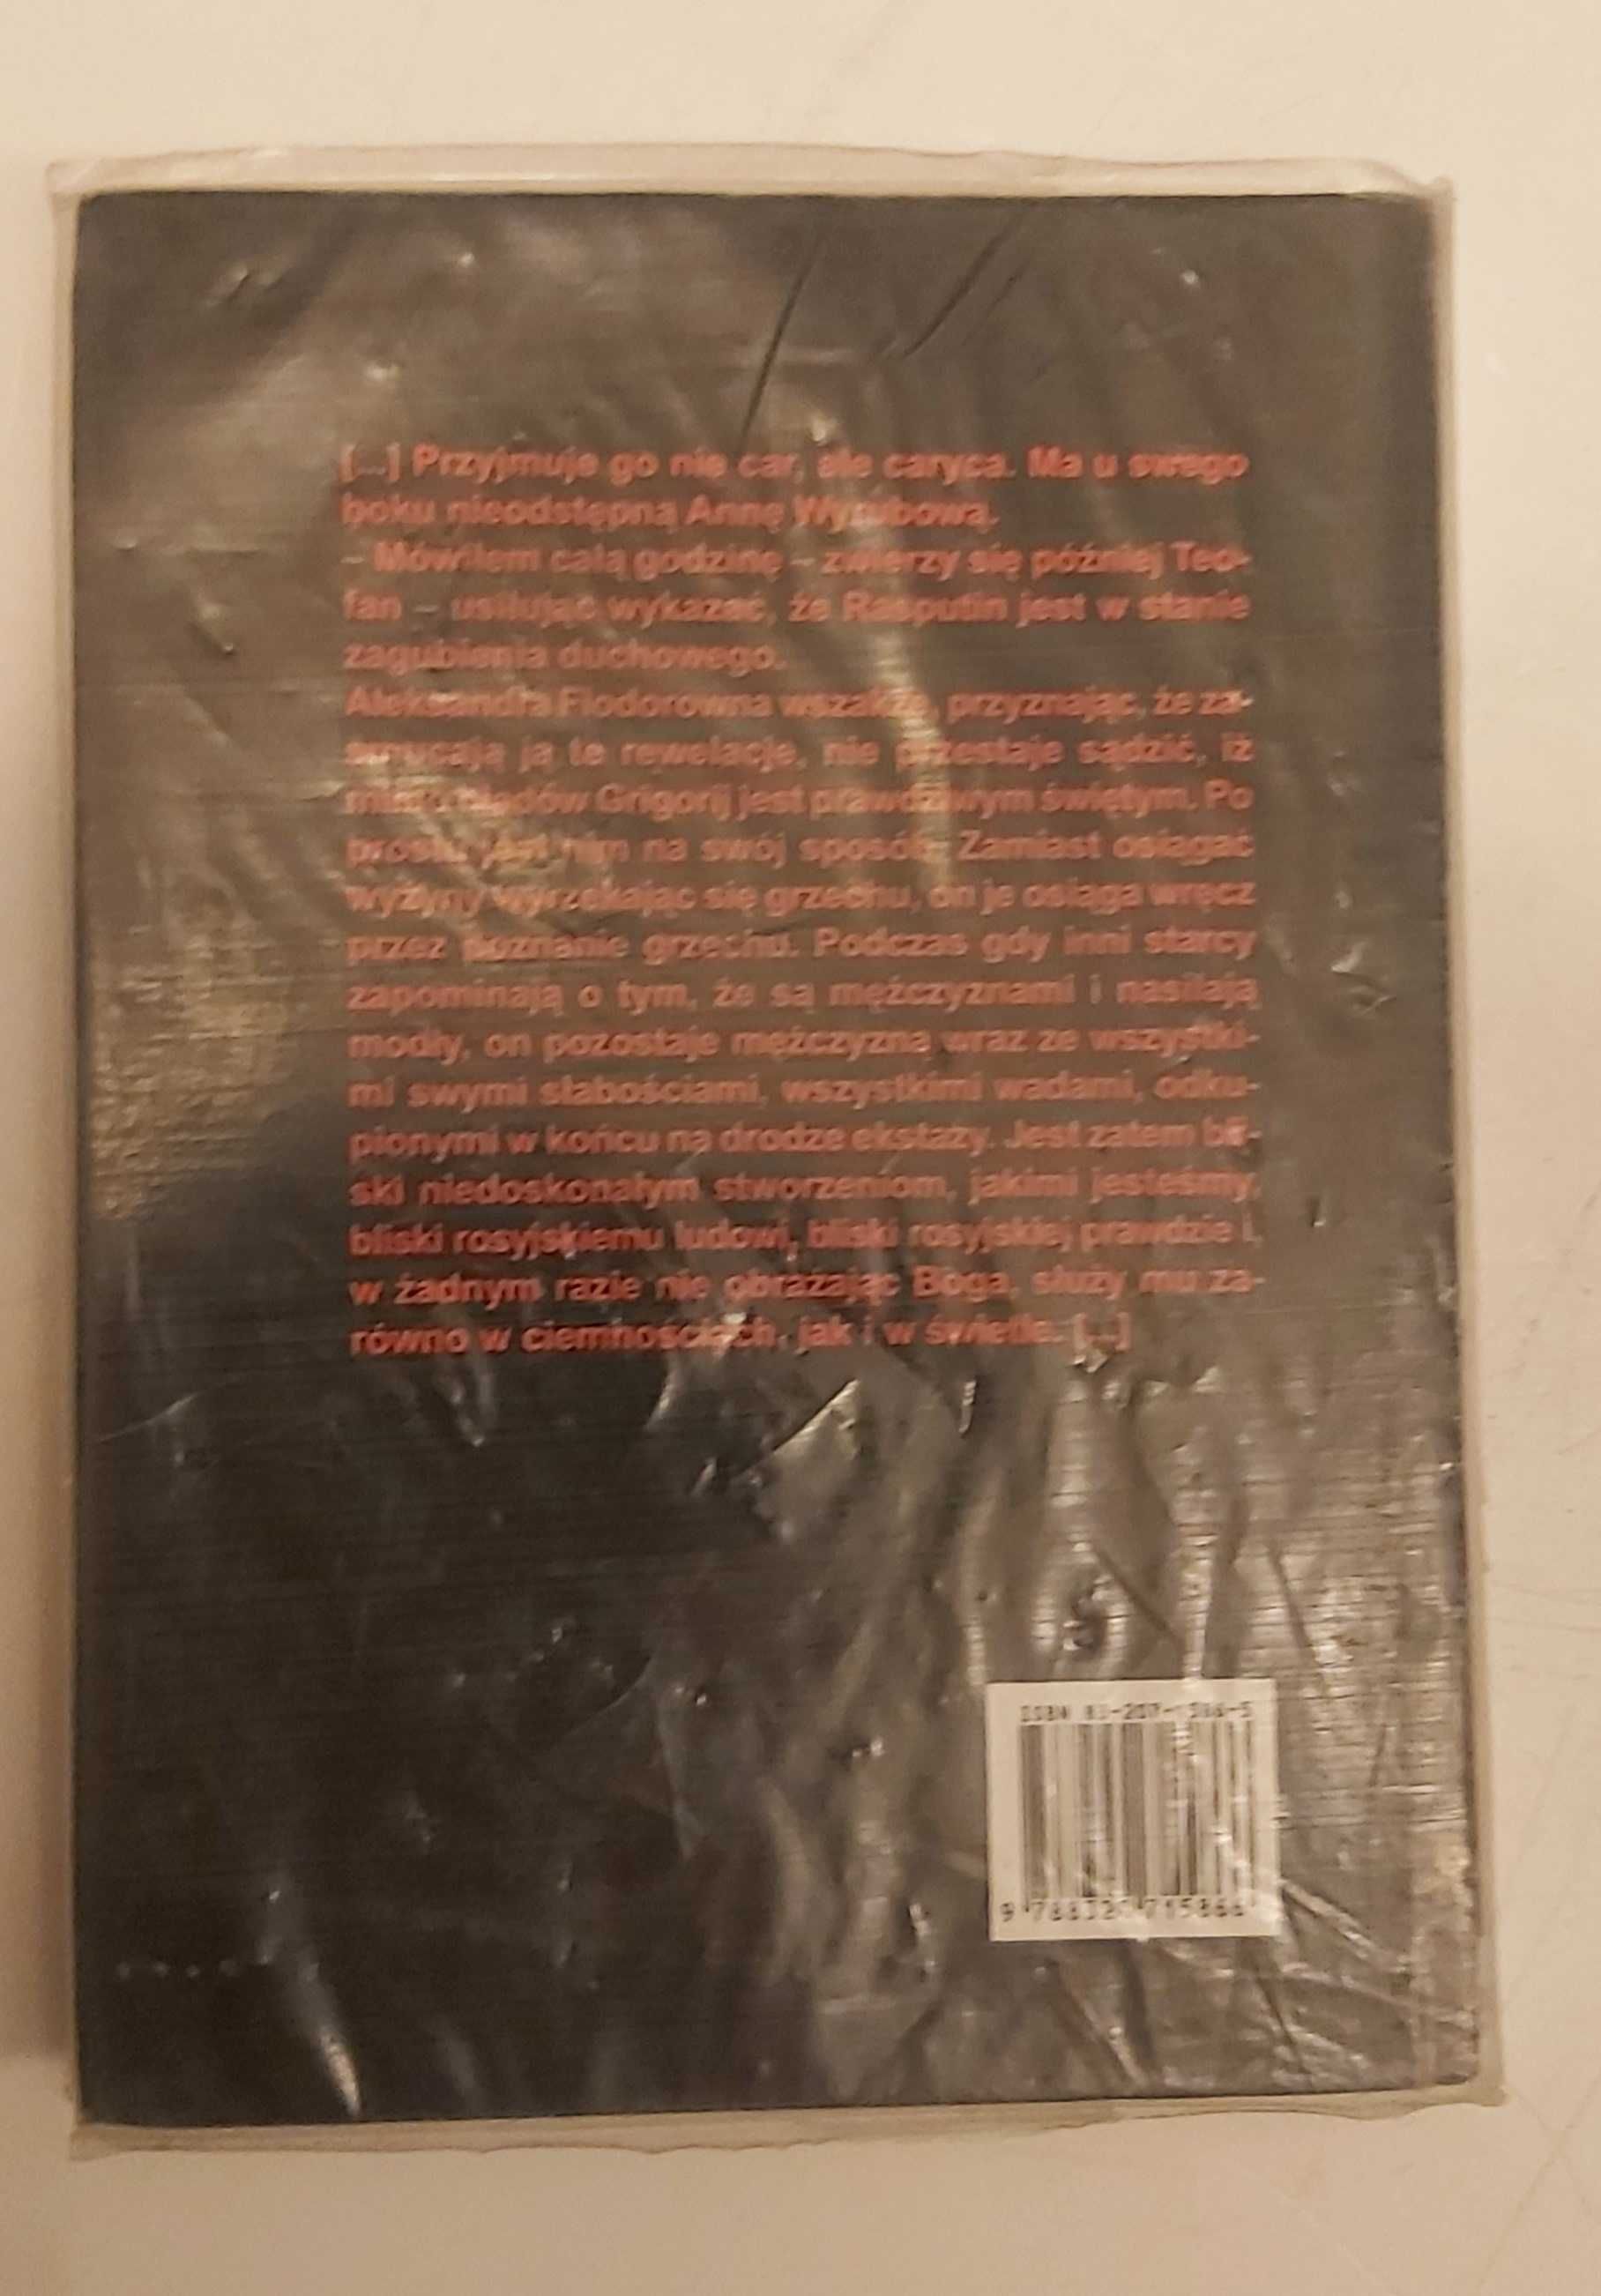 [...] Przyjmuje go nie car, ale caryca. Ma u swego
boku nieodstępną Annę Wyrubową.
– Mówiłem całą godzinę – zwierzy się później Teo-
fan – usiłując wykazać, że Rasputin jest w stanie
zagubienia duchowego.
Aleksandra Fiodorowna wszakże, przyznając, że za-
smucają ją te rewelacje, nie przestaje sądzić, iż
mimo błędów Grigorij jest prawdziwym świętym. Po
prostu jest nim na swój sposób. Zamiast osiągać
wyżyny wyrzekając się grzechu, on je osiąga wręcz
przez poznanie grzechu. Podczas gdy inni starcy
zapominają o tym, że są mężczyznami i nasilają
modły, on pozostaje mężczyzną wraz ze wszystki-
mi swymi słabościami, wszystkimi wadami, odku-
pionymi w końcu na drodze ekstazy. Jest zatem bli-
ski niedoskonałym stworzeniom, jakimi jesteśmy,
bliski rosyjskiemu ludowi, bliski rosyjskiej prawdzie i,
w żadnym razie nie obrażając Boga, służy mu za-
równo w ciemnościach, jak i w świetle. [...]
ISBN